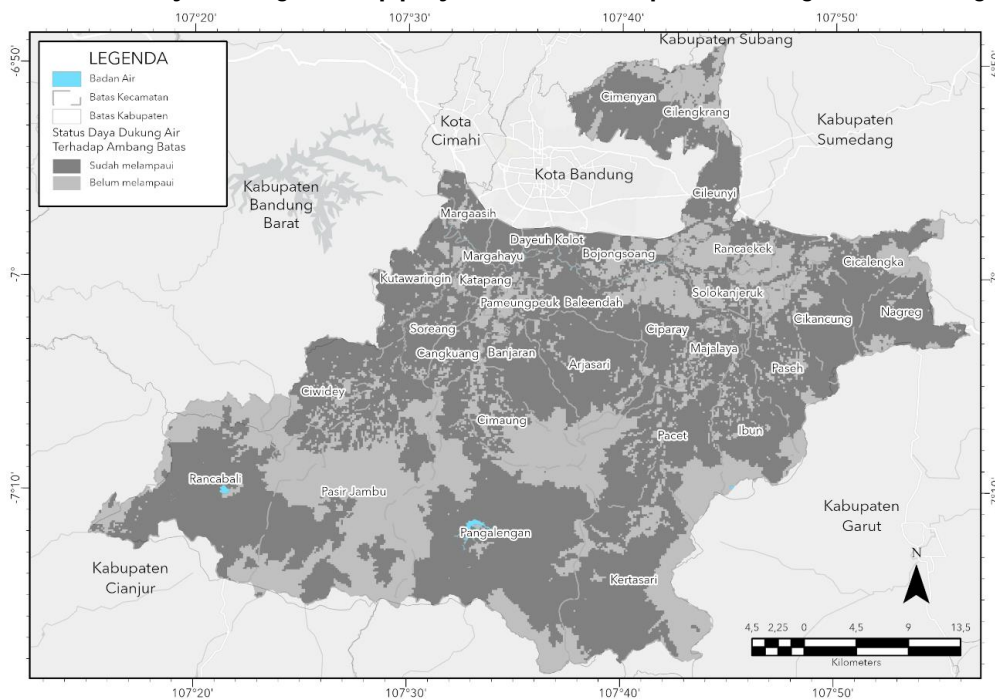 107°20'
107°30'
107°40'
107°50'
-6°50'
LEGENDA
Badan Air
Batas Kecamatan
Batas Kabupaten
Status Daya Dukung Air
Terhadap Ambang Batas
Sudah melampaui
Belum melampaui
Kabupaten Subang
Cimenyan
Cilengkrang
Kota
Cimahi
Kabupaten
Sumedang
Kota Bandung
Kabupaten
Bandung
Barat
Cileunyi
Margaasih
Dayeuh Kolot
Margahayu
Bojongsoang
Rancaekek
Cicalengka
-7°
Kutawaringin
Katapang
Solokanjeruk
Pameungpeuk
Baleendah
Nagreg
Cikancung
Soreang
Ciparay
Cangkuang
Banjaran
Majalaya
Arjasari
Paseh
Ciwidey
Cimaung
Pacet
Ibun
-7°10'
Rancabali
Pasir Jambu
Pangalengan
Kabupaten
Garut
Kabupaten
Cianjur
Kertasari
N
4,5 2,25 0 4,5 9 13,5
Kilometers
107°20'
107°30'
107°40'
107°50'